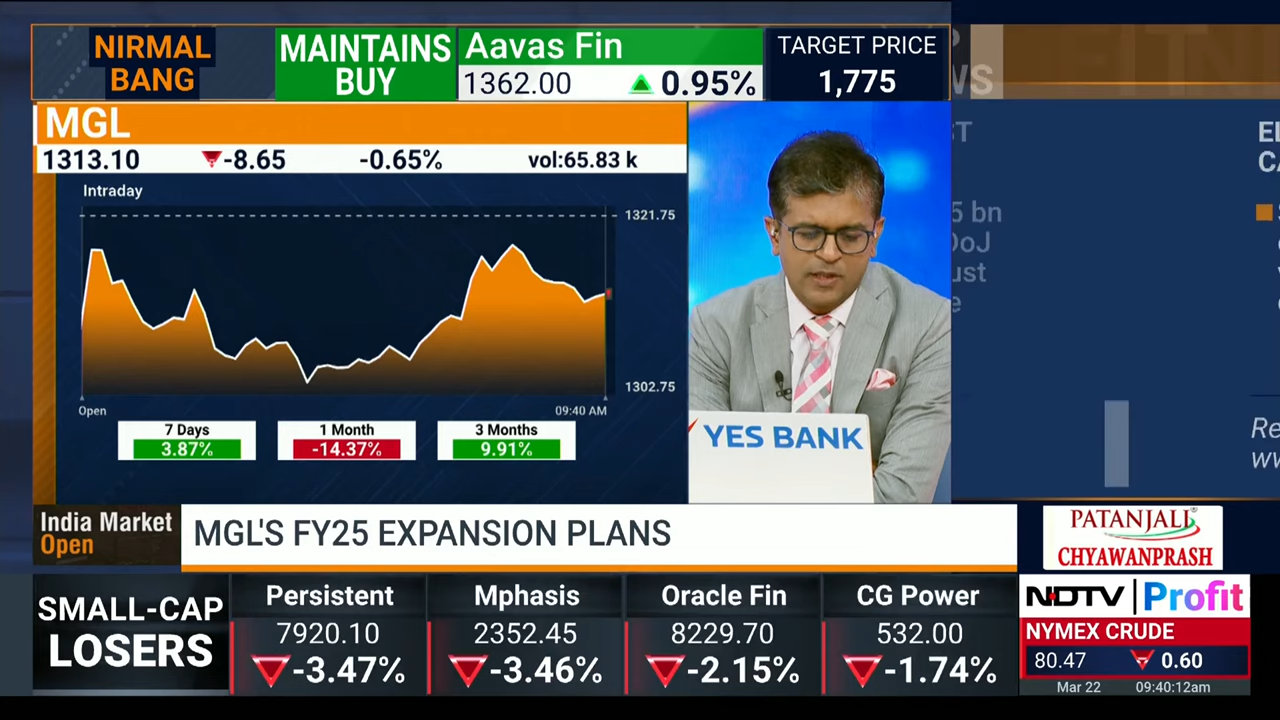 NIRMAL
BANG
MAINTAINS
BUY
Aavas Fin
1362.00 ▲ 0.95%
TARGET PRICE
1,775
MGL
1313.10 ▼-8.65 -0.65% vol:65.83 k
Intraday
1321.75
1302.75
Open 09:40 AM
7 Days
3.87%
1 Month
-14.37%
3 Months
9.91%
YES BANK
5 bn
DoJ
ust
India Market
Open
MGL'S FY25 EXPANSION PLANS
PATANJALI®
CHYAWANPRASH
SMALL-CAP
LOSERS
Persistent
7920.10
▼-3.47%
Mphasis
2352.45
▼-3.46%
Oracle Fin
8229.70
▼-2.15%
CG Power
532.00
▼-1.74%
NDTV Profit
NYMEX CRUDE
80.47 ▼ 0.60
Mar 22 09:40:12am